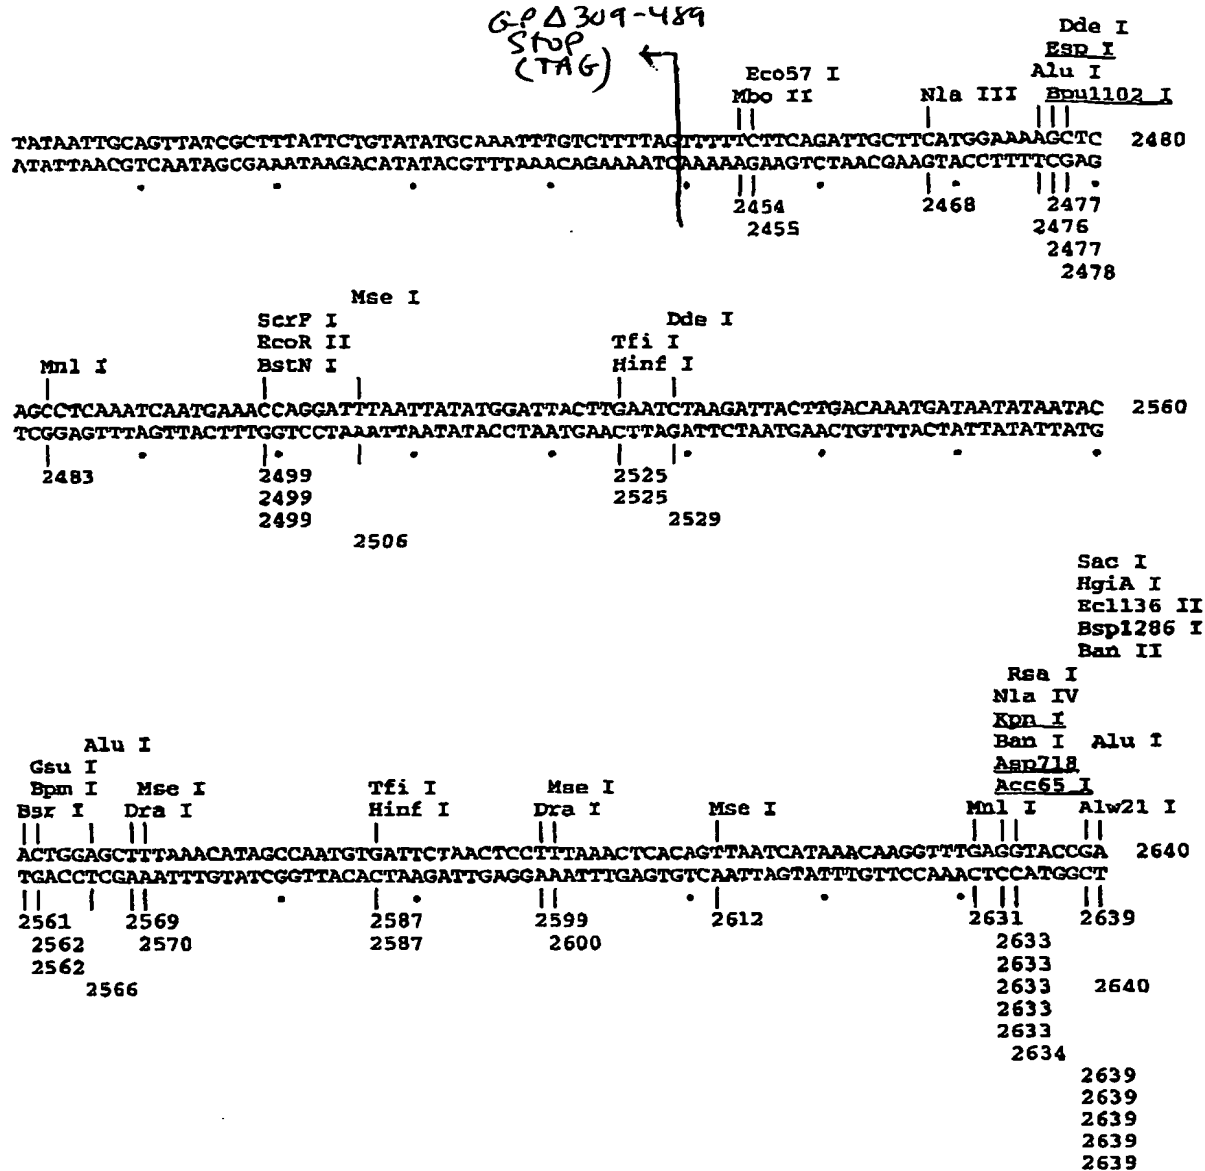 GP Δ 309-489
STOP
(TAG)
Dde I
Esp I
Eco57 I Alu I
Mbo II Nla III Bpu1102 I
TATAATTGCAGTTATCGCTTTATTCTGTATATGCAAATTTGTCTTTTAGTTTTTCTTCAGATTGCTTCATGGAAAAGCTC 2480
ATATTAACGTCAATAGCGAAATAAGACATATACGTTTAAACAGAAAATCAAAAAGAAGTCTAACGAAGTACCTTTTCGAG
2454 2468 2477
2455 2476
2477
2478
Mse I
ScrF I Dde I
EcoR II Tfi I
Mnl I BstN I Hinf I
AGCCTCAAATCAATGAAACCAGGATTTAATTATATGGATTACTTGAATCTAAGATTACTTGACAAATGATAATATAATAC 2560
TCGGAGTTTAGTTACTTTGGTCCTAAATTAATATACCTAATGAACTTAGATTCTAATGAACTGTTTACTATTATATTATG
2483 2499 2525
2499 2525
2499 2529
2506
Sac I
HgiA I
Ecl136 II
Bsp1286 I
Ban II
Rsa I
Nla IV
Kpn I
Alu I Ban I Alu I
Gsu I Asp718
Bpm I Mse I Tfi I Mse I Acc65 I
Bsr I Dra I Hinf I Dra I Mse I Mnl I Alw21 I
ACTGGAGCTTTAAACATAGCCAATGTGATTCTAACTCCTTTAAACTCACAGTTAATCATAAACAAGGTTTGAGGTACCGA 2640
TGACCTCGAAATTTGTATCGGTTACACTAAGATTGAGGAAATTTGAGTGTCAATTAGTATTTGTTCCAAACTCCATGGCT
2561 2569 2587 2599 2612 2631 2639
2562 2570 2587 2600 2633
2562 2633
2566 2633 2640
2633
2633
2634
2639
2639
2639
2639
2639